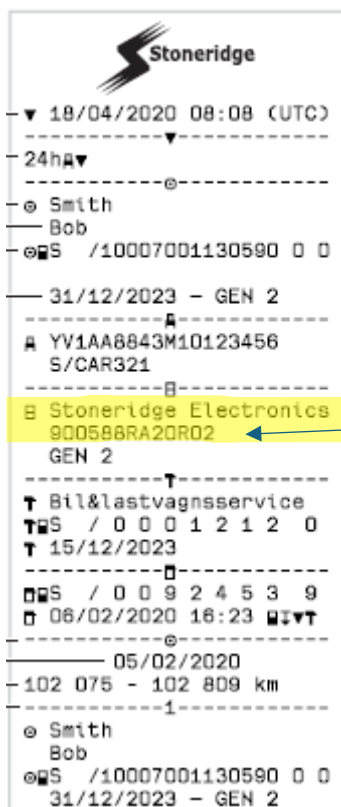 Stoneridge
▼ 18/04/2020 08:08 (UTC)
24h▼
Smith
Bob
S /10007001130590 0 0
31/12/2023 - GEN 2
A
YV1AA8843M10123456
S/CAR321
Stoneridge Electronics
900588RA20R02
GEN 2
Bil&lastvagnsservice
S / 0 0 0 1 2 1 2 0
15/12/2023
S / 0 0 9 2 4 5 3 9
06/02/2020 16:23
05/02/2020
102 075 - 102 809 km
1
Smith
Bob
S /10007001130590 0 0
31/12/2023 - GEN 2